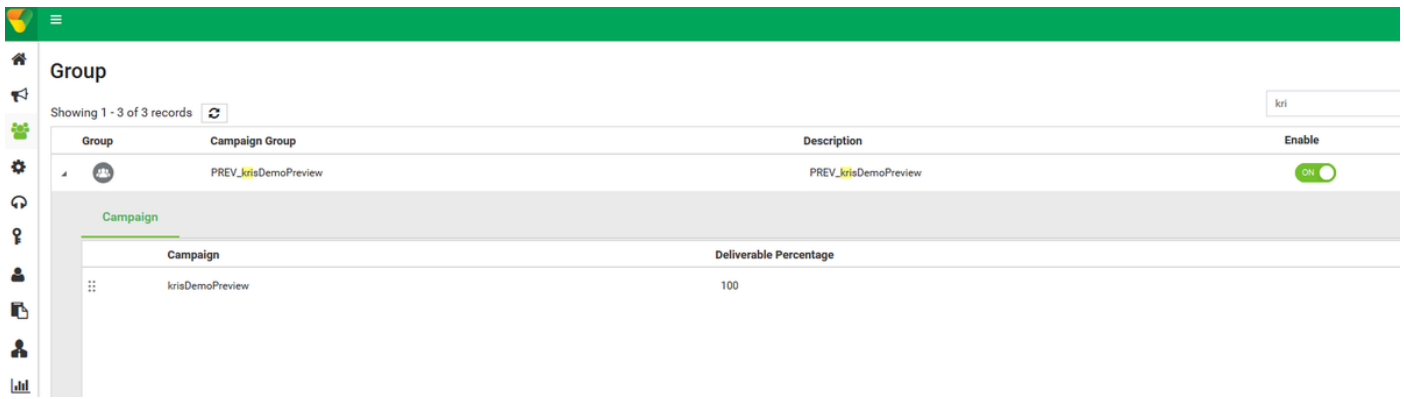 Group
Showing 1 - 3 of 3 records
kri
Group Campaign Group Description Enable
PREV_krisDemoPreview PREV_krisDemoPreview ON
Campaign
Campaign Deliverable Percentage
krisDemoPreview 100